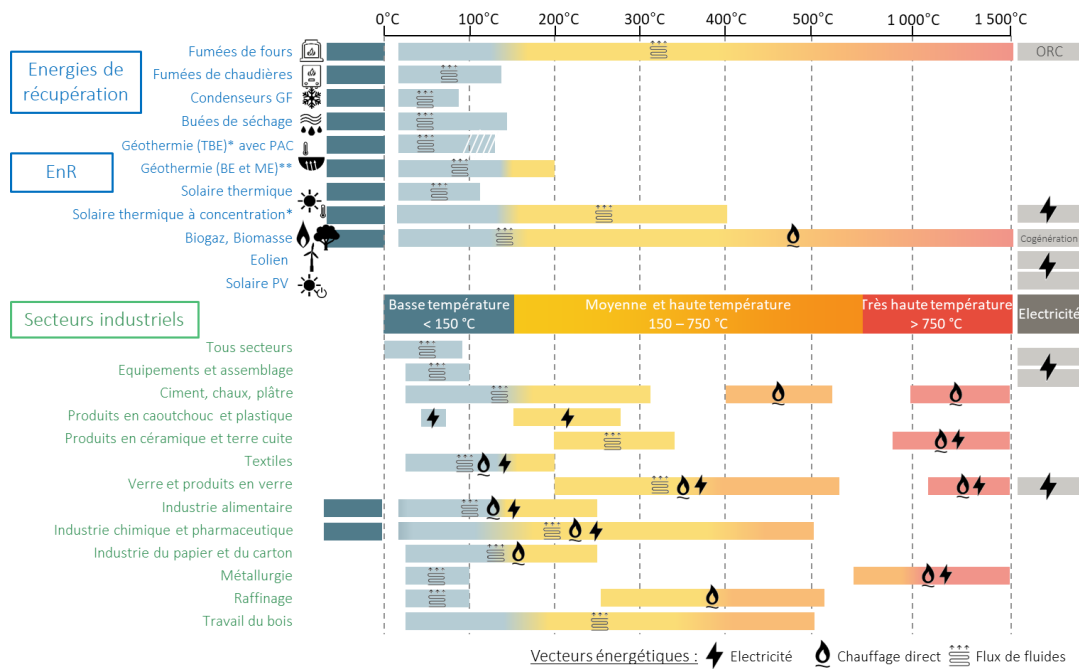 0°C 100°C 200°C 300°C 400°C 500°C 1 000°C 1 500°C
Energies de
récupération
Fumées de fours
ORC
Fumées de chaudières
Condenseurs GF
Buées de séchage
Géothermie (TBE)* avec PAC
EnR
Géothermie (BE et ME)**
Solaire thermique
Solaire thermique à concentration*
Biogaz, Biomasse
Cogénération
Eolien
Solaire PV
Secteurs industriels
Basse température
< 150 °C
Moyenne et haute température
150 – 750 °C
Très haute température
> 750 °C
Electricité
Tous secteurs
Equipements et assemblage
Ciment, chaux, plâtre
Produits en caoutchouc et plastique
Produits en céramique et terre cuite
Textiles
Verre et produits en verre
Industrie alimentaire
Industrie chimique et pharmaceutique
Industrie du papier et du carton
Métallurgie
Raffinage
Travail du bois
Vecteurs énergétiques : Electricité Chauffage direct Flux de fluides